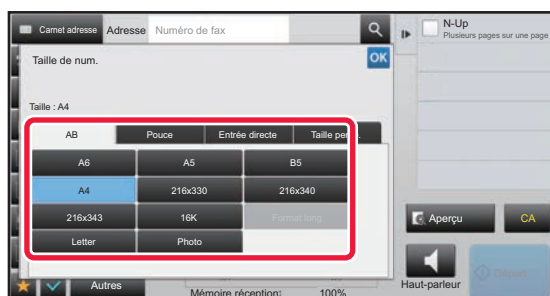 Carnet adresse Adresse Numéro de fax
N-Up
Plusieurs pages sur une page
Taille de num. OK
Taille : A4
AB Pouce Entrée directe Taille per
A6 A5 B5
A4 216x330 216x340
216x343 16K Format long
Letter Photo
Aperçu CA
Autres
Mémoire réception: 100%
Haut-parleur
Départ